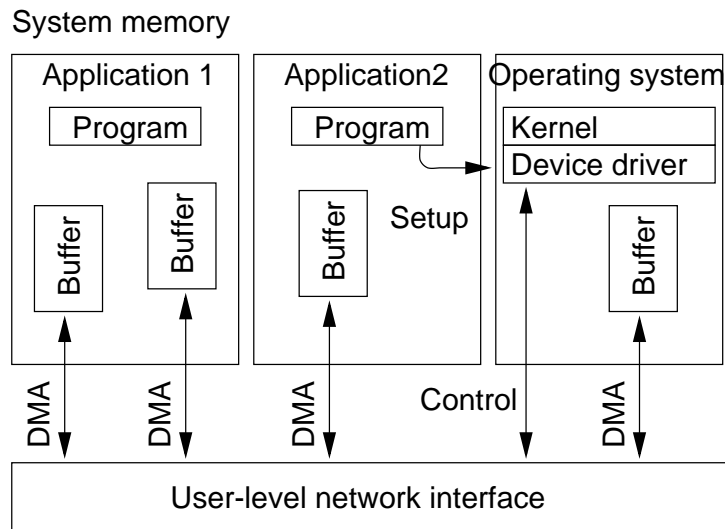 System memory
Application 1
Application2
Operating system
Program
Program
Kernel
Device driver
Buffer
Buffer
Buffer
Setup
Buffer
DMA
DMA
DMA
Control
DMA
User-level network interface